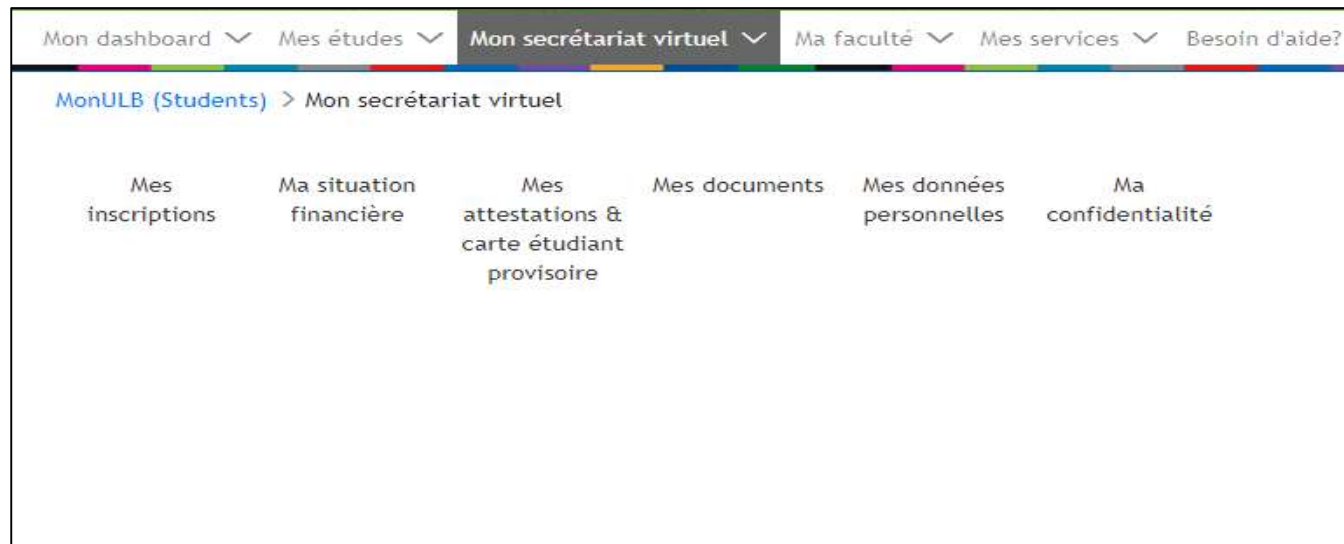 Mon dashboard Mes études Mon secrétariat virtuel Ma faculté Mes services Besoin d'aide?
MonULB (Students) > Mon secrétariat virtuel
Mes inscriptions
Ma situation financière
Mes attestations & carte étudiant provisoire
Mes documents
Mes données personnelles
Ma confidentialité